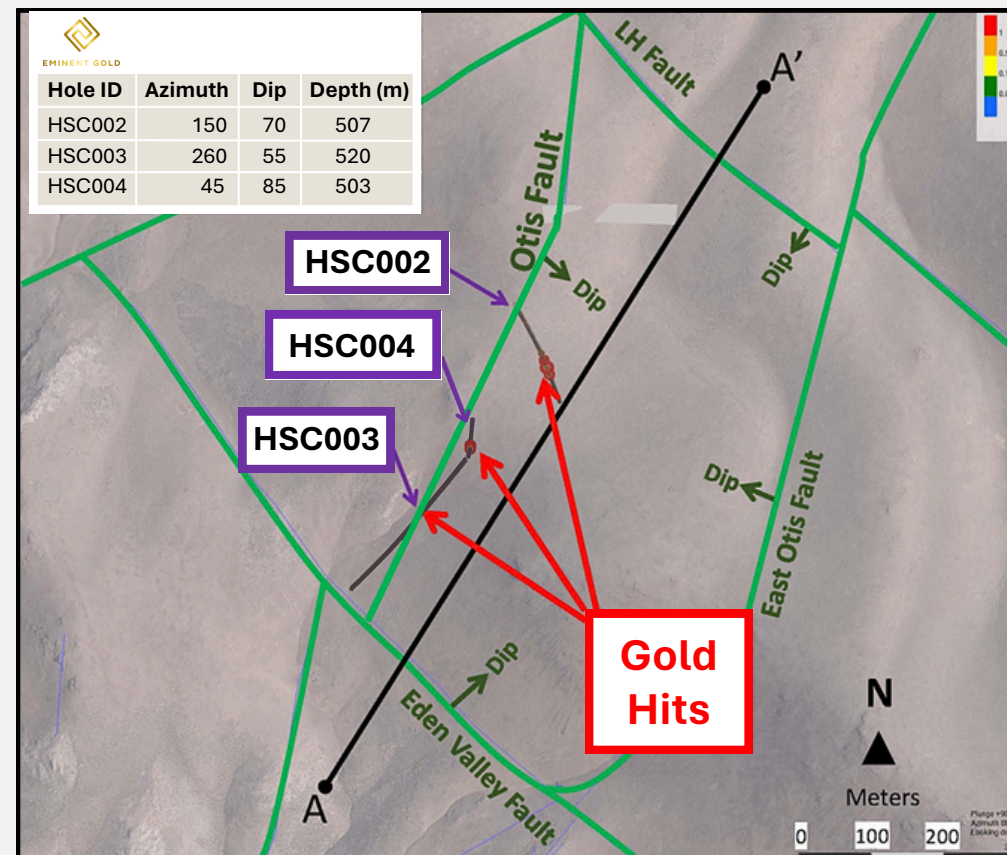 EMINENT GOLD
Hole ID Azimuth Dip Depth (m)
HSC002 150 70 507
HSC003 260 55 520
HSC004 45 85 503
LH Fault
A'
1
Otis Fault
HSC002
Dip
Dip
HSC004
HSC003
Dip
East Otis Fault
Gold
Hits
Dip
Eden Valley Fault
A
N
Meters
0 100 200